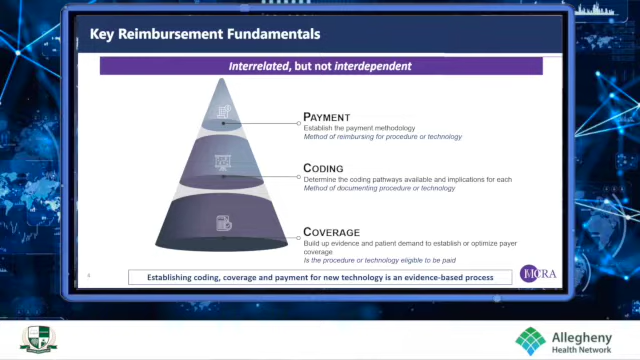 Key Reimbursement Fundamentals
Interrelated, but not interdependent
PAYMENT
Establish the payment methodology
Method of reimbursing for procedure or technology
CODING
Determine the coding pathways available and implications for each
Method of documenting procedure or technology
COVERAGE
Build up evidence and patient demand to establish or optimize payer
coverage
Is the procedure or technology eligible to be paid
4
Establishing coding, coverage and payment for new technology is an evidence-based process
MCRA
Allegheny
Health Network